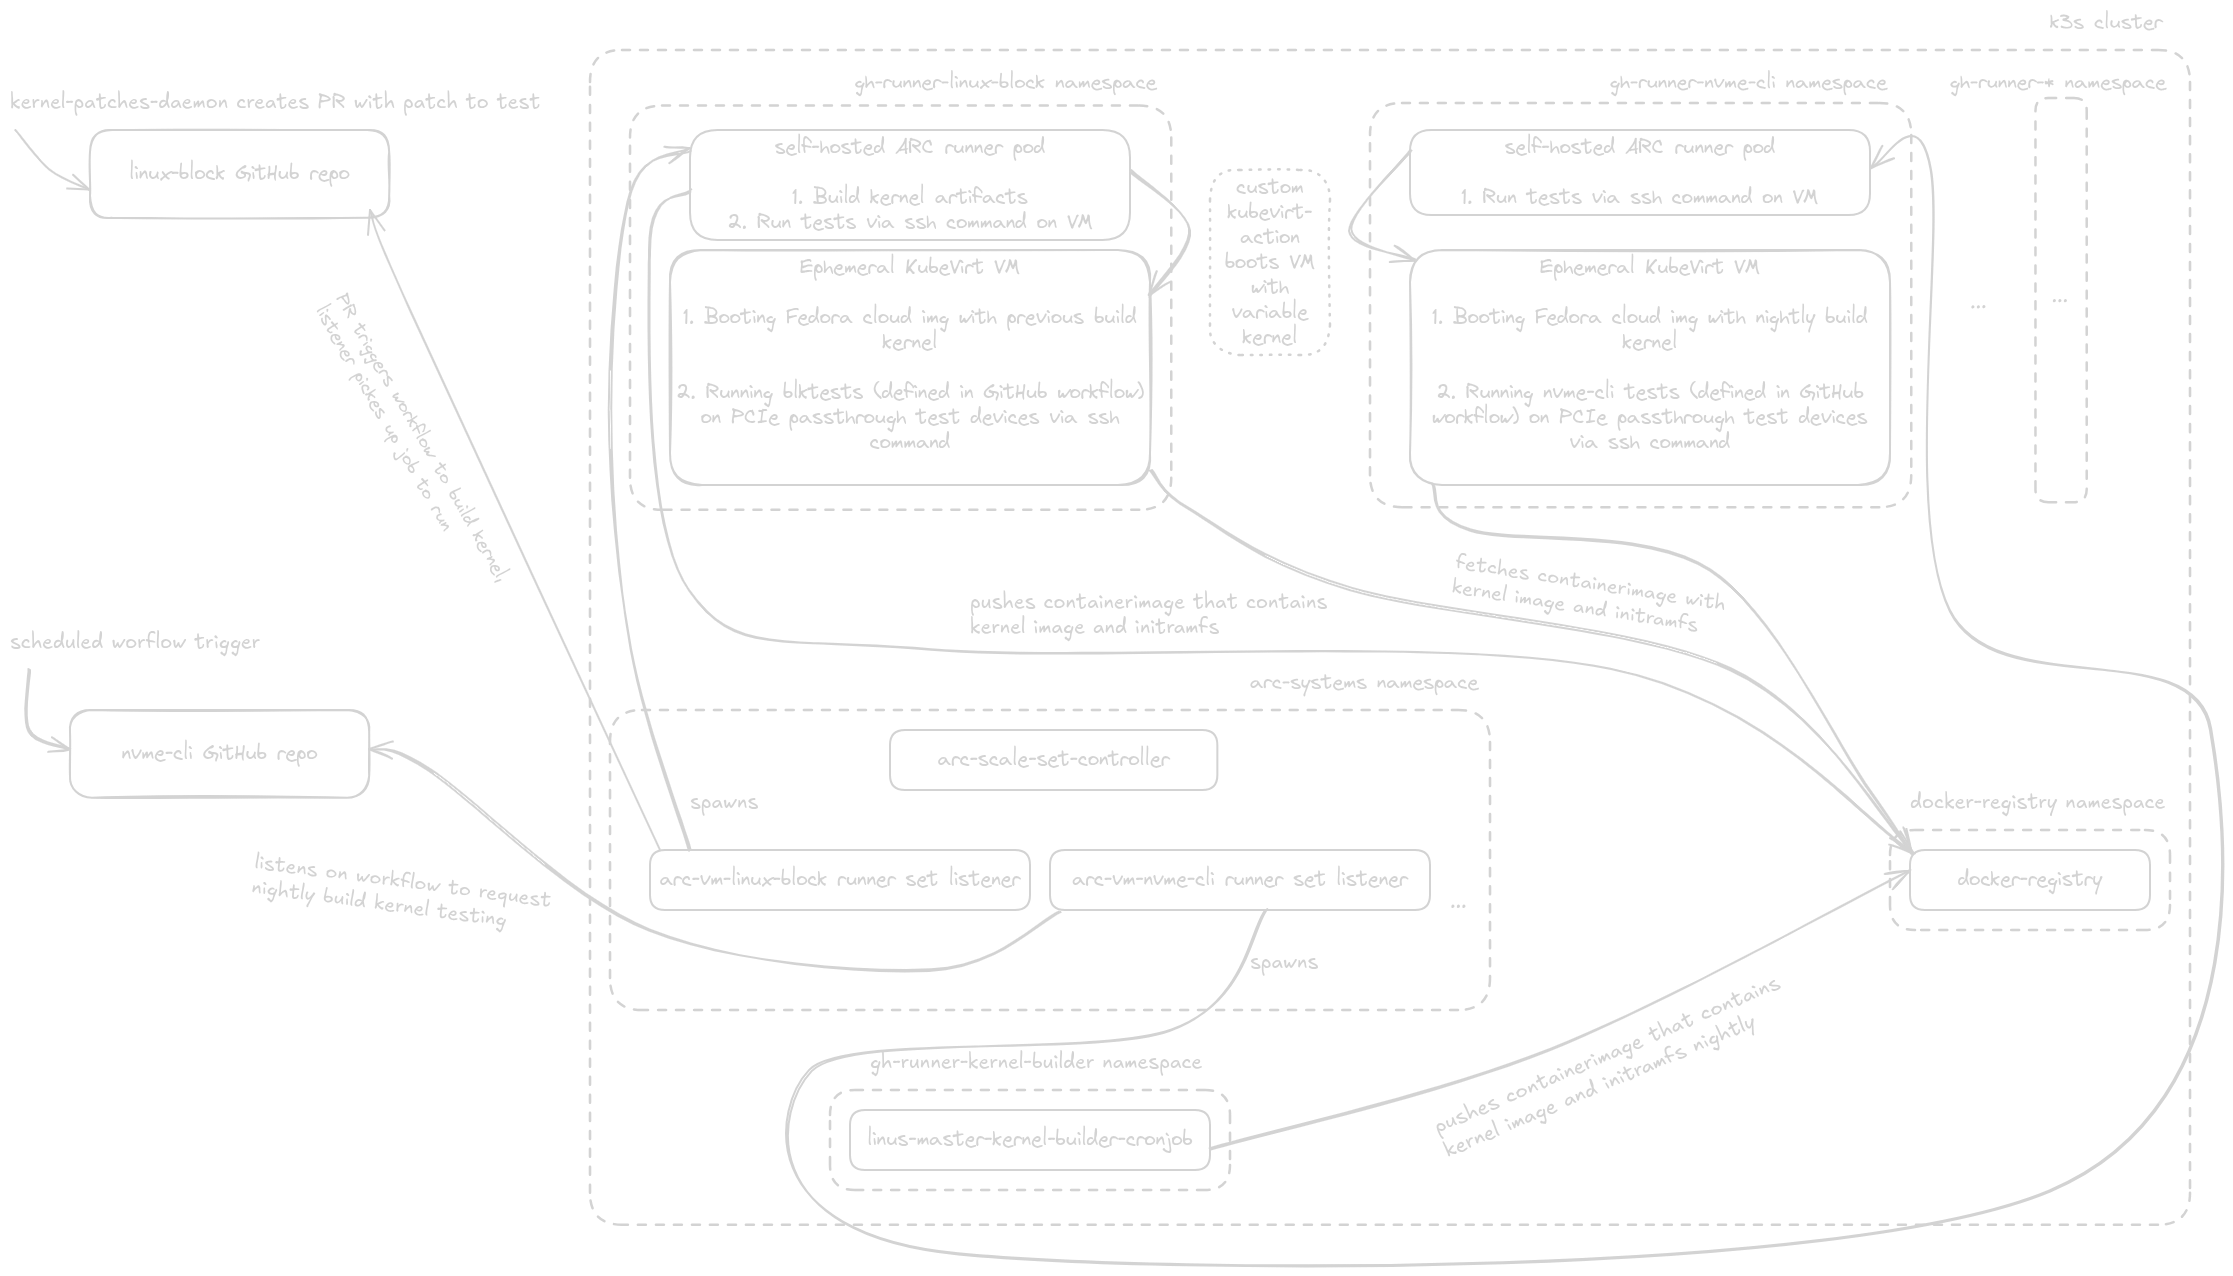 k3s cluster
gh-runner-linux-block namespace
gh-runner-nvme-cli namespace
gh-runner-* namespace
kernel-patches-daemon creates PR with patch to test
linux-block GitHub repo
self-hosted ARC runner pod
1. Build kernel artifacts
2. Run tests via ssh command on VM
Ephemeral KubeVirt VM
1. Booting Fedora cloud img with previous build
kernel
2. Running blktests (defined in GitHub workflow)
on PCIe passthrough test devices via ssh
command
custom
kubevirt-
action
boots VM
with
variable
kernel
self-hosted ARC runner pod
1. Run tests via ssh command on VM
Ephemeral KubeVirt VM
1. Booting Fedora cloud img with nightly build
kernel
2. Running nvme-cli tests (defined in GitHub
workflow) on PCIe passthrough test devices
via ssh command
...
...
PR triggers workflow to build kernel,
listener pickes up job to run
fetches containerimage with
kernel image and initramfs
pushes containerimage that contains
kernel image and initramfs
scheduled worflow trigger
nvme-cli GitHub repo
arc-systems namespace
arc-scale-set-controller
spawns
arc-vm-linux-block runner set listener
arc-vm-nvme-cli runner set listener
...
docker-registry namespace
docker-registry
listens on workflow to request
nightly build kernel testing
spawns
pushes containerimage that contains
kernel image and initramfs nightly
gh-runner-kernel-builder namespace
linus-master-kernel-builder-cronjob